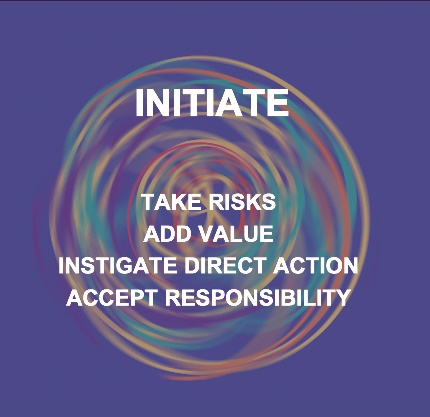 INITIATE
TAKE RISKS
ADD VALUE
INSTIGATE DIRECT ACTION
ACCEPT RESPONSIBILITY